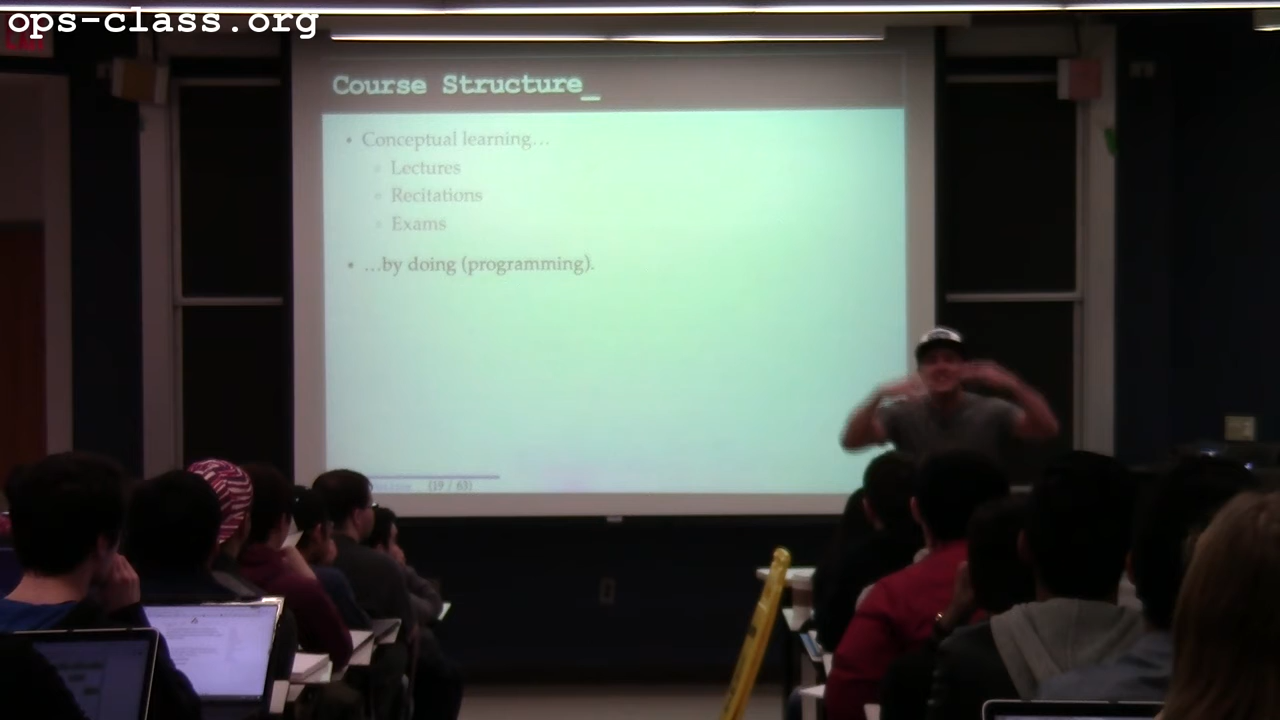 ops-class.org
Course Structure_
• Conceptual learning...
◦ Lectures
◦ Recitations
◦ Exams
• ...by doing (programming).
(19 / 63)